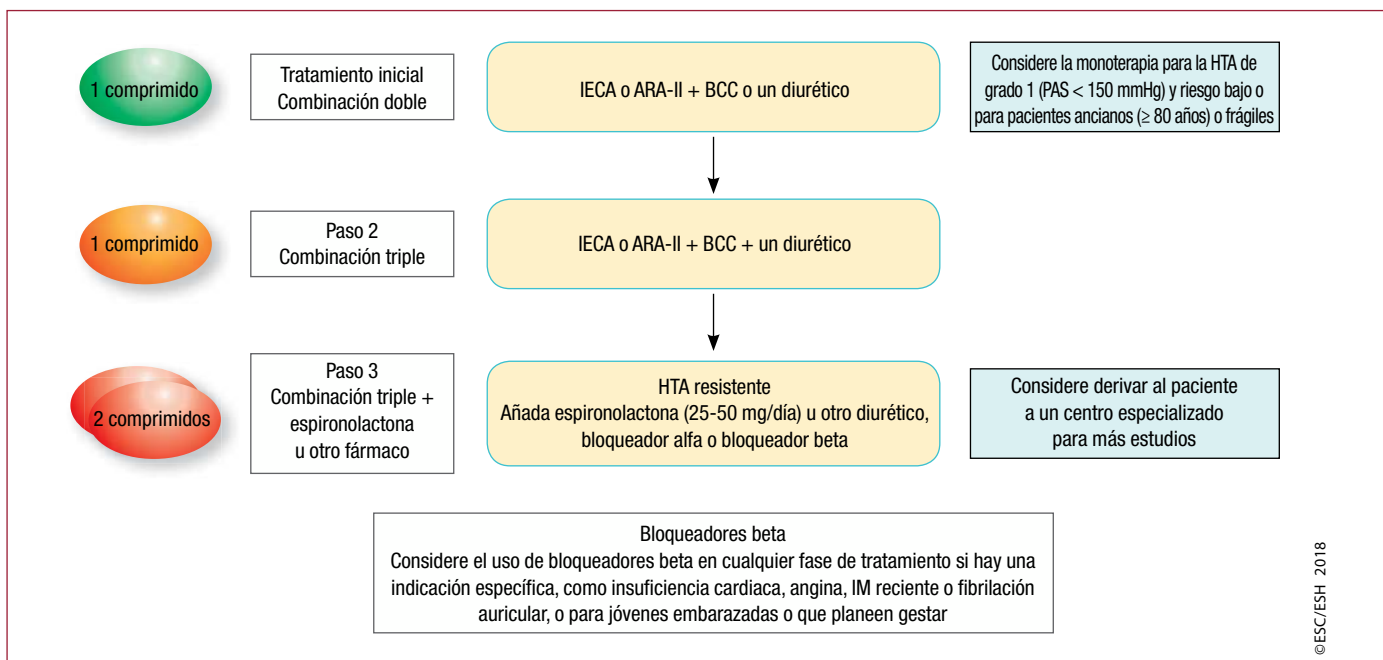 1 comprimido
Tratamiento inicial
Combinación doble
IECA o ARA-II + BCC o un diurético
Considere la monoterapia para la HTA de
grado 1 (PAS < 150 mmHg) y riesgo bajo o
para pacientes ancianos (≥ 80 años) o frágiles
1 comprimido
Paso 2
Combinación triple
IECA o ARA-II + BCC + un diurético
2 comprimidos
Paso 3
Combinación triple +
espironolactona
u otro fármaco
HTA resistente
Añada espironolactona (25-50 mg/día) u otro diurético,
bloqueador alfa o bloqueador beta
Considere derivar al paciente
a un centro especializado
para más estudios
Bloqueadores beta
Considere el uso de bloqueadores beta en cualquier fase de tratamiento si hay una
indicación específica, como insuficiencia cardiaca, angina, IM reciente o fibrilación
auricular, o para jóvenes embarazadas o que planeen gestar
©ESC/ESH 2018